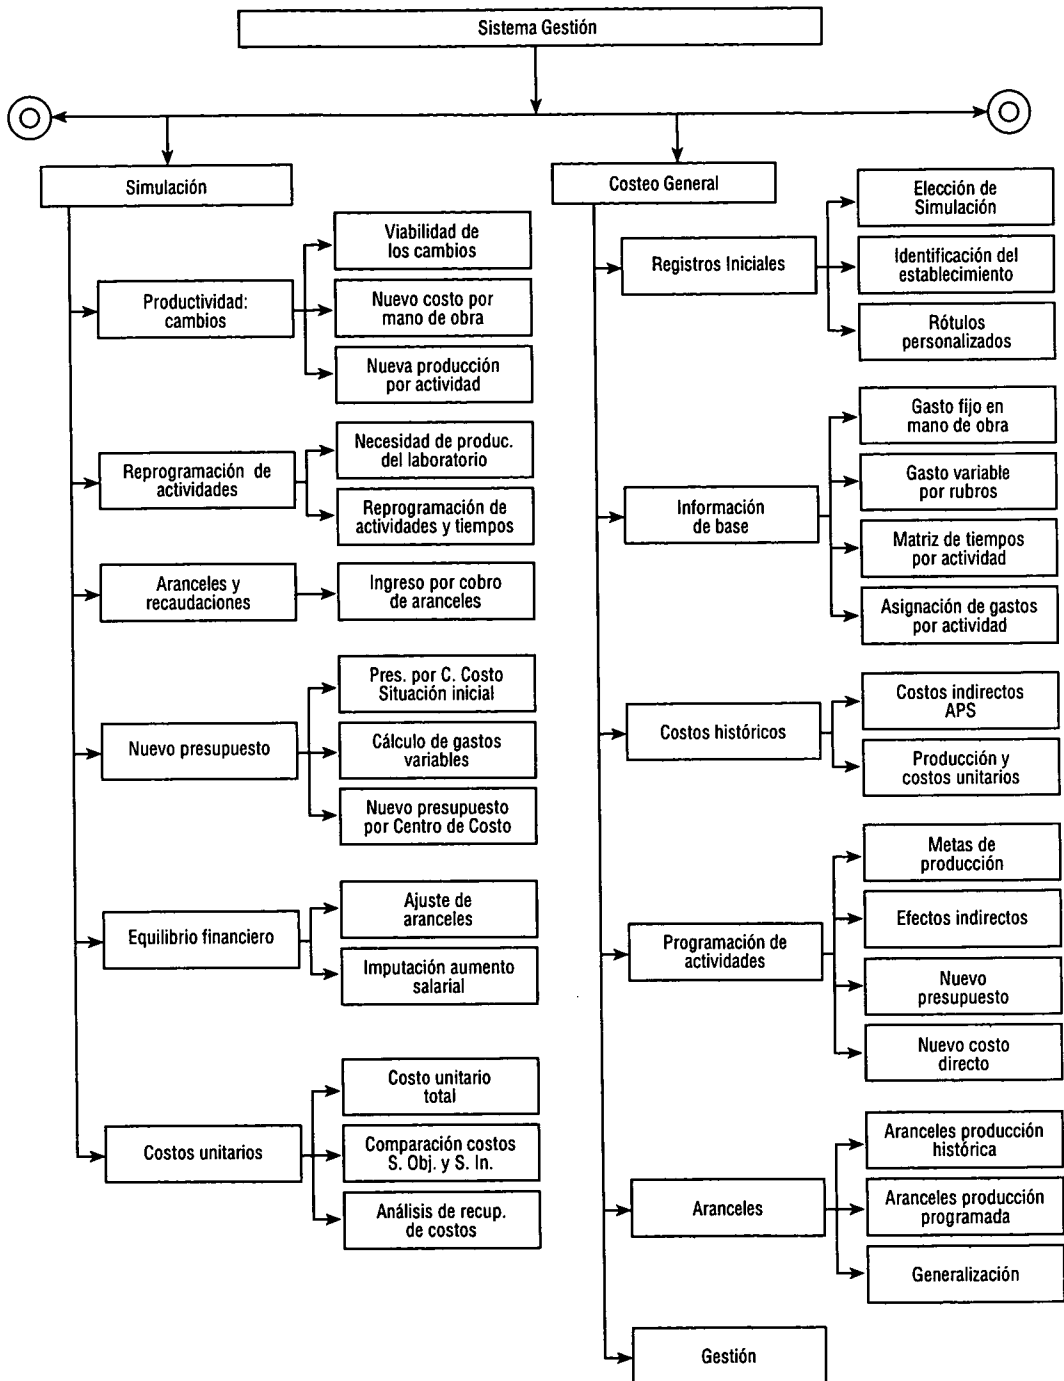 Sistema Gestión
Simulación
Productividad:
cambios
Viabilidad de
los cambios
Nuevo costo por
mano de obra
Nueva producción
por actividad
Reprogramación de
actividades
Necesidad de produc.
del laboratorio
Reprogramación de
actividades y tiempos
Aranceles y
recaudaciones
Ingreso por cobro
de aranceles
Nuevo presupuesto
Pres. por C. Costo
Situación inicial
Cálculo de gastos
variables
Nuevo presupuesto
por Centro de Costo
Equilibrio financiero
Ajuste de
aranceles
Imputación aumento
salarial
Costos unitarios
Costo unitario
total
Comparación costos
S. Obj. y S. In.
Análisis de recup.
de costos
Costeo General
Registros Iniciales
Elección de
Simulación
Identificación del
establecimiento
Rótulos
personalizados
Información
de base
Gasto fijo en
mano de obra
Gasto variable
por rubros
Matriz de tiempos
por actividad
Asignación de gastos
por actividad
Costos históricos
Costos indirectos
APS
Producción y
costos unitarios
Programación de
actividades
Metas de
producción
Efectos indirectos
Nuevo
presupuesto
Nuevo costo
directo
Aranceles
Aranceles producción
histórica
Aranceles producción
programada
Generalización
Gestión